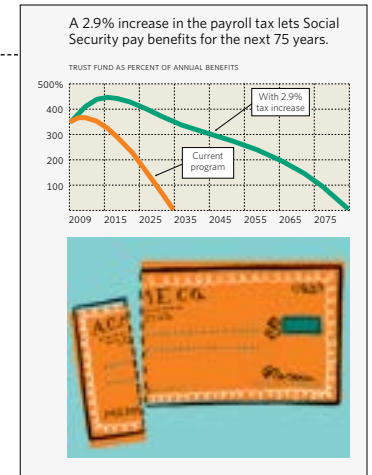 A 2.9% increase in the payroll tax lets Social
Security pay benefits for the next 75 years.
TRUST FUND AS PERCENT OF ANNUAL BENEFITS
500%
400
300
200
100
With 2.9%
tax increase
Current
program
2009 2015 2025 2035 2045 2055 2065 2075
ACME CO.
$